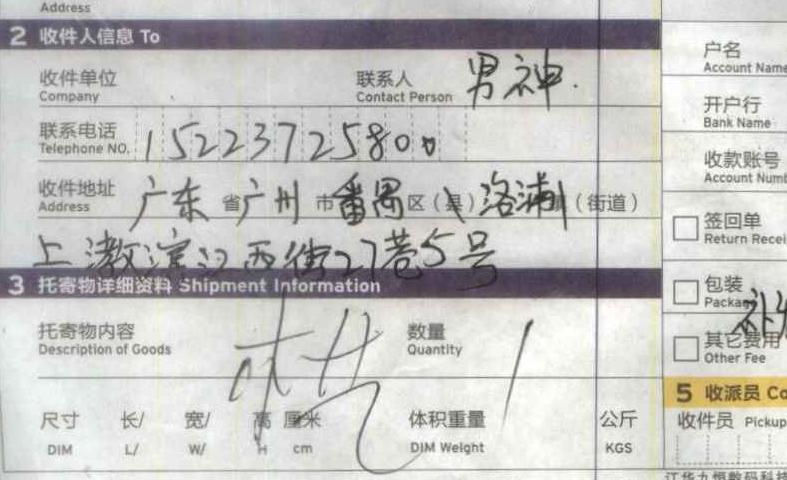 Address
2 收件人信息 To
收件单位 联系人 男神.
Company Contact Person
户名
Account Name
开户行
Bank Name
联系电话 15223725800
Telephone NO.
收款账号
Account Numb
收件地址 广东 省 广州 市 番禺 区(县) 洛浦 (街道)
Address
上漖滨江西街27巷5号
签回单
Return Recei
3 托寄物详细资料 Shipment Information
包装
Package
托寄物内容 数量 1
Description of Goods Quantity
其它费用
Other Fee
5 收派员 Co
尺寸 长/ 宽/ 高 厘米 体积重量 公斤
DIM L/ W/ H cm DIM Weight KGS
收件员 Pickup